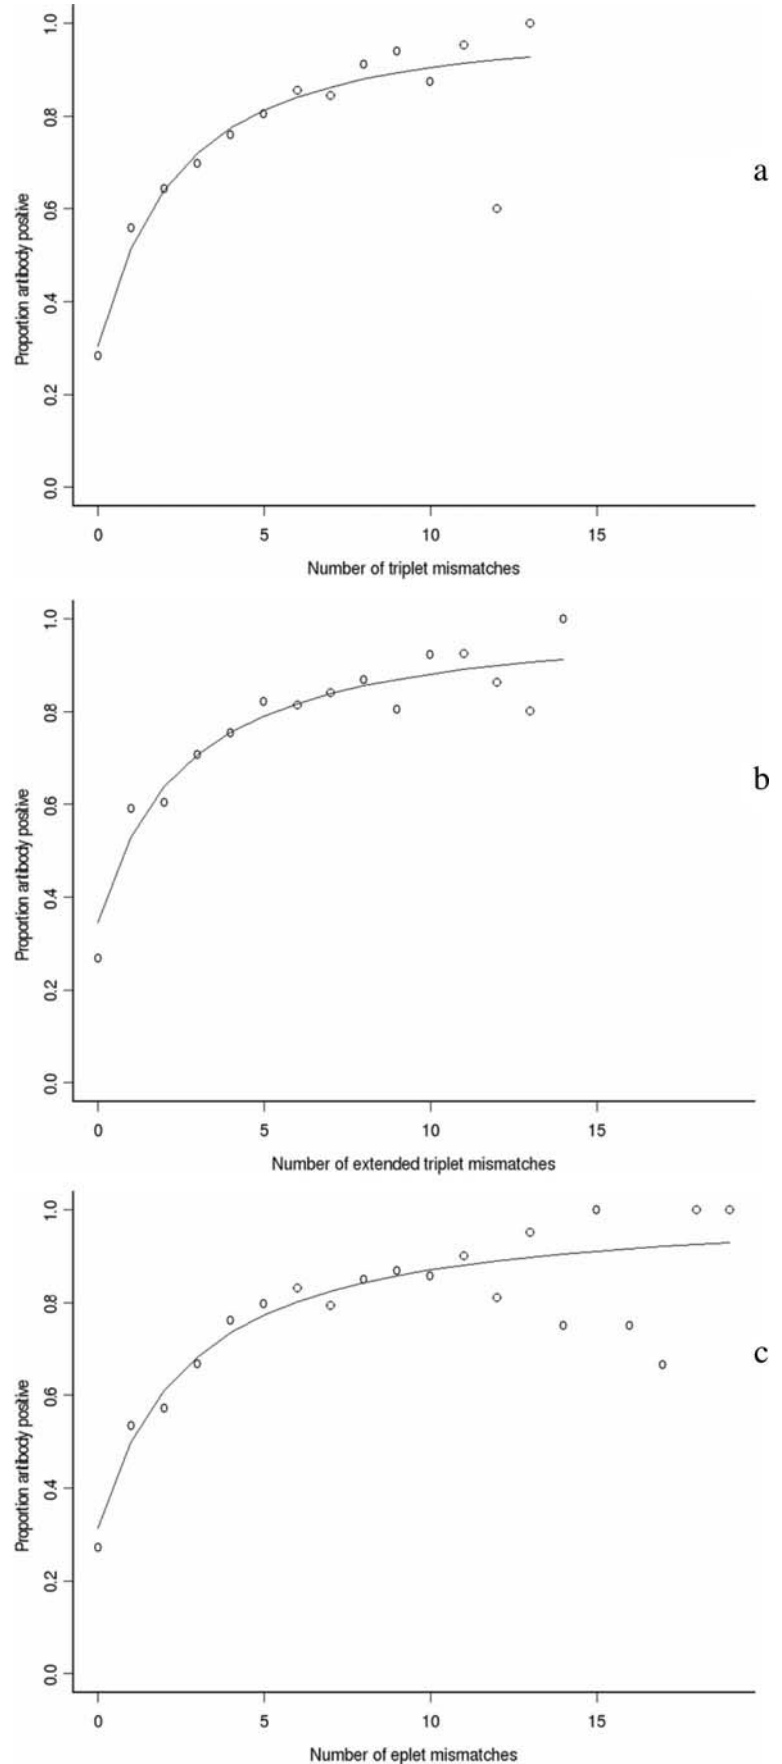 1.0
0.8
0.6
0.4
0.2
0.0
Proportion antibody positive
a
0 5 10 15
Number of triplet mismatches
1.0
0.8
0.6
0.4
0.2
0.0
Proportion antibody positive
b
0 5 10 15
Number of extended triplet mismatches
1.0
0.8
0.6
0.4
0.2
0.0
Proportion antibody positive
c
0 5 10 15
Number of eplet mismatches